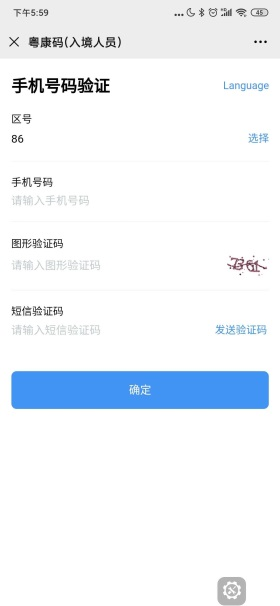 下午5:59
45
粤康码(入境人员)
手机号码验证
Language
区号
86
选择
手机号码
请输入手机号码
图形验证码
请输入图形验证码
短信验证码
请输入短信验证码
发送验证码
确定